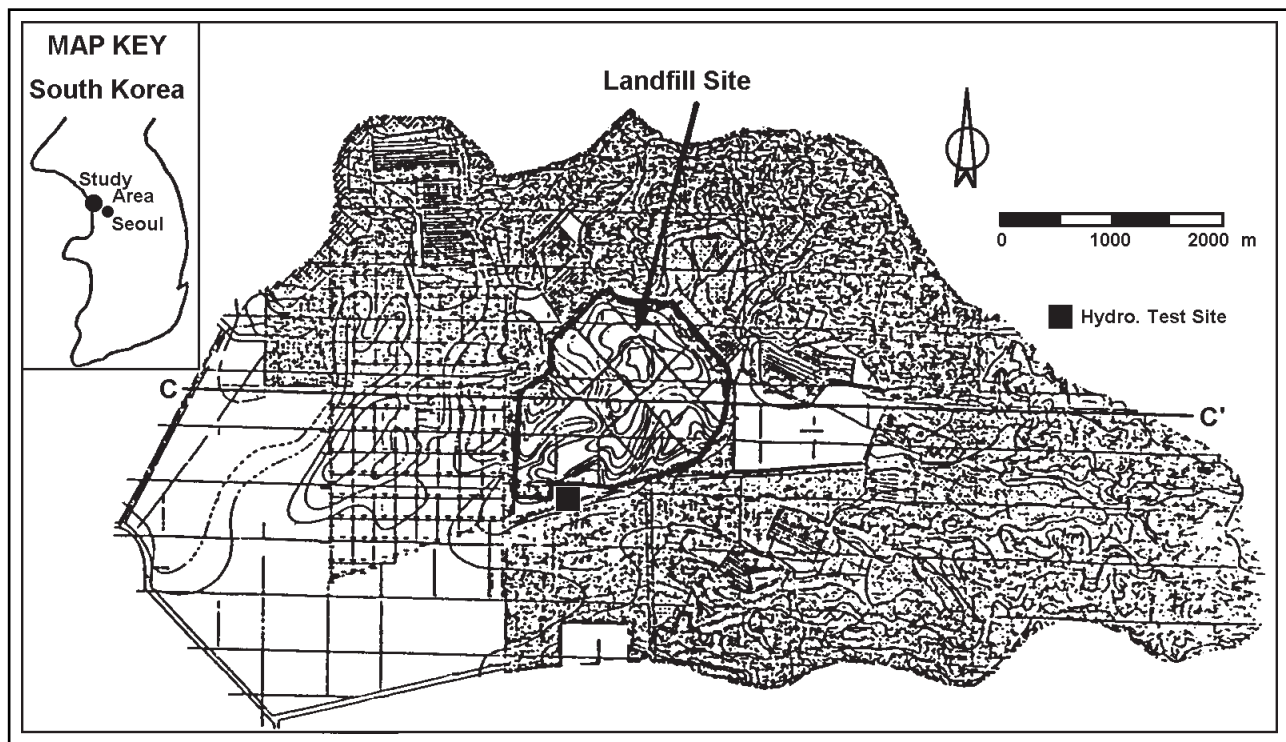 MAP KEY
South Korea
Study
Area
Seoul
Landfill Site
0 1000 2000 m
Hydro. Test Site
C
C'